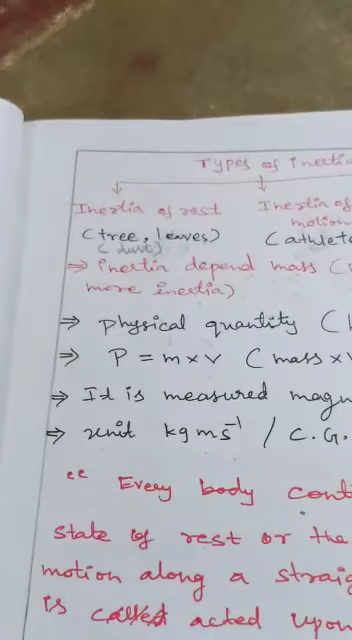 Types of inertia
Inertia of rest Inertia of
motion
(tree, leaves) (athlete
(dust)
⇒ inertia depend mass (
more inertia)
⇒ physical quantity (
⇒ P = m×v (mass×v
⇒ It is measured magn
⇒ unit kg ms⁻¹ / C.G.
“ Every body cont
state of rest or the
motion along a straig
is acted upon